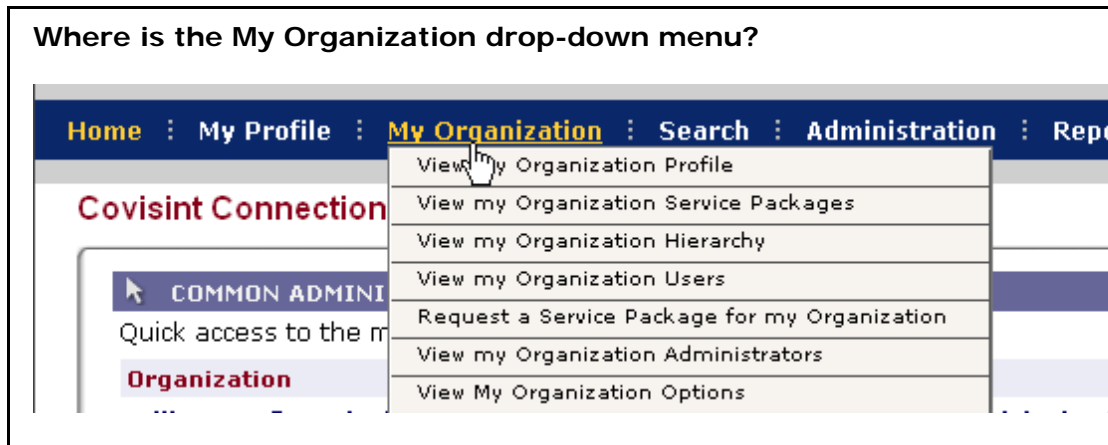 Where is the My Organization drop-down menu?
Home My Profile My Organization Search Administration
View my Organization Profile
Covisint Connection
View my Organization Service Packages
View my Organization Hierarchy
COMMON ADMINI
View my Organization Users
Quick access to the m
Request a Service Package for my Organization
View my Organization Administrators
Organization
View My Organization Options